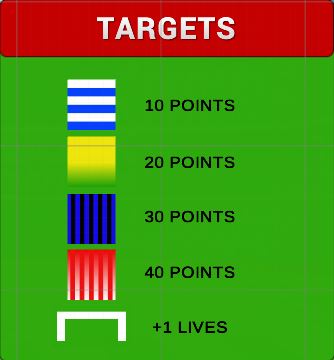 TARGETS
10 POINTS
20 POINTS
30 POINTS
40 POINTS
+1 LIVES